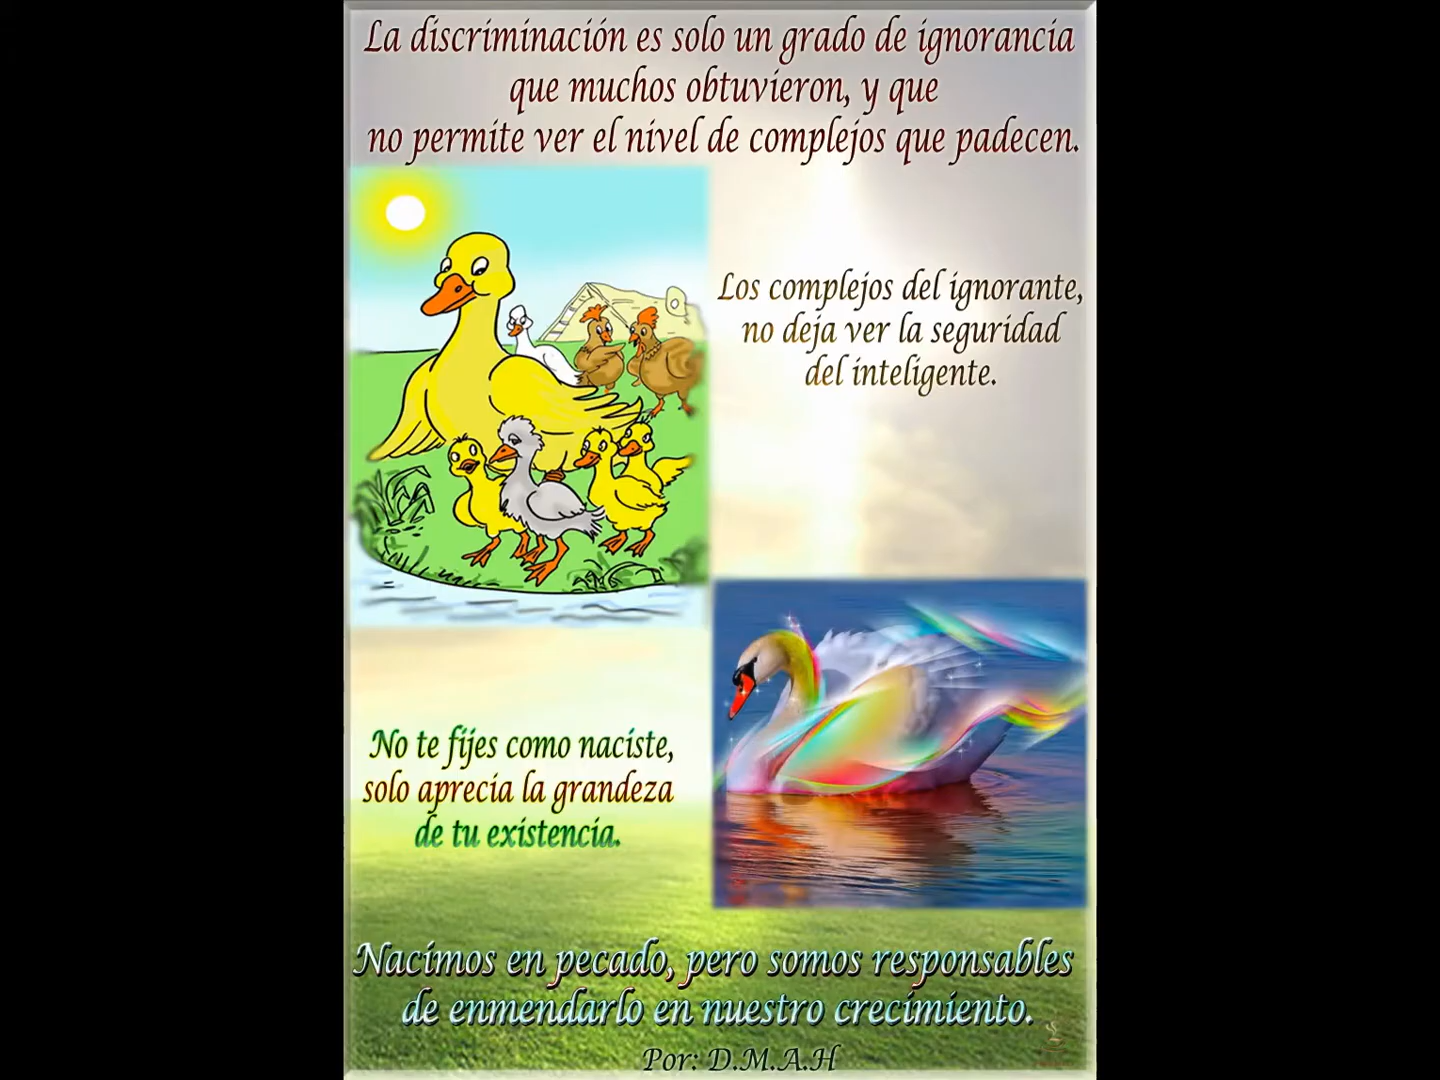 La discriminación es solo un grado de ignorancia
que muchos obtuvieron, y que
no permite ver el nivel de complejos que padecen.
Los complejos del ignorante,
no deja ver la seguridad
del inteligente.
No te fijes como naciste,
solo aprecia la grandeza
de tu existencia.
Nacimos en pecado, pero somos responsables
de enmendarlo en nuestro crecimiento.
Por: D.M.A.H